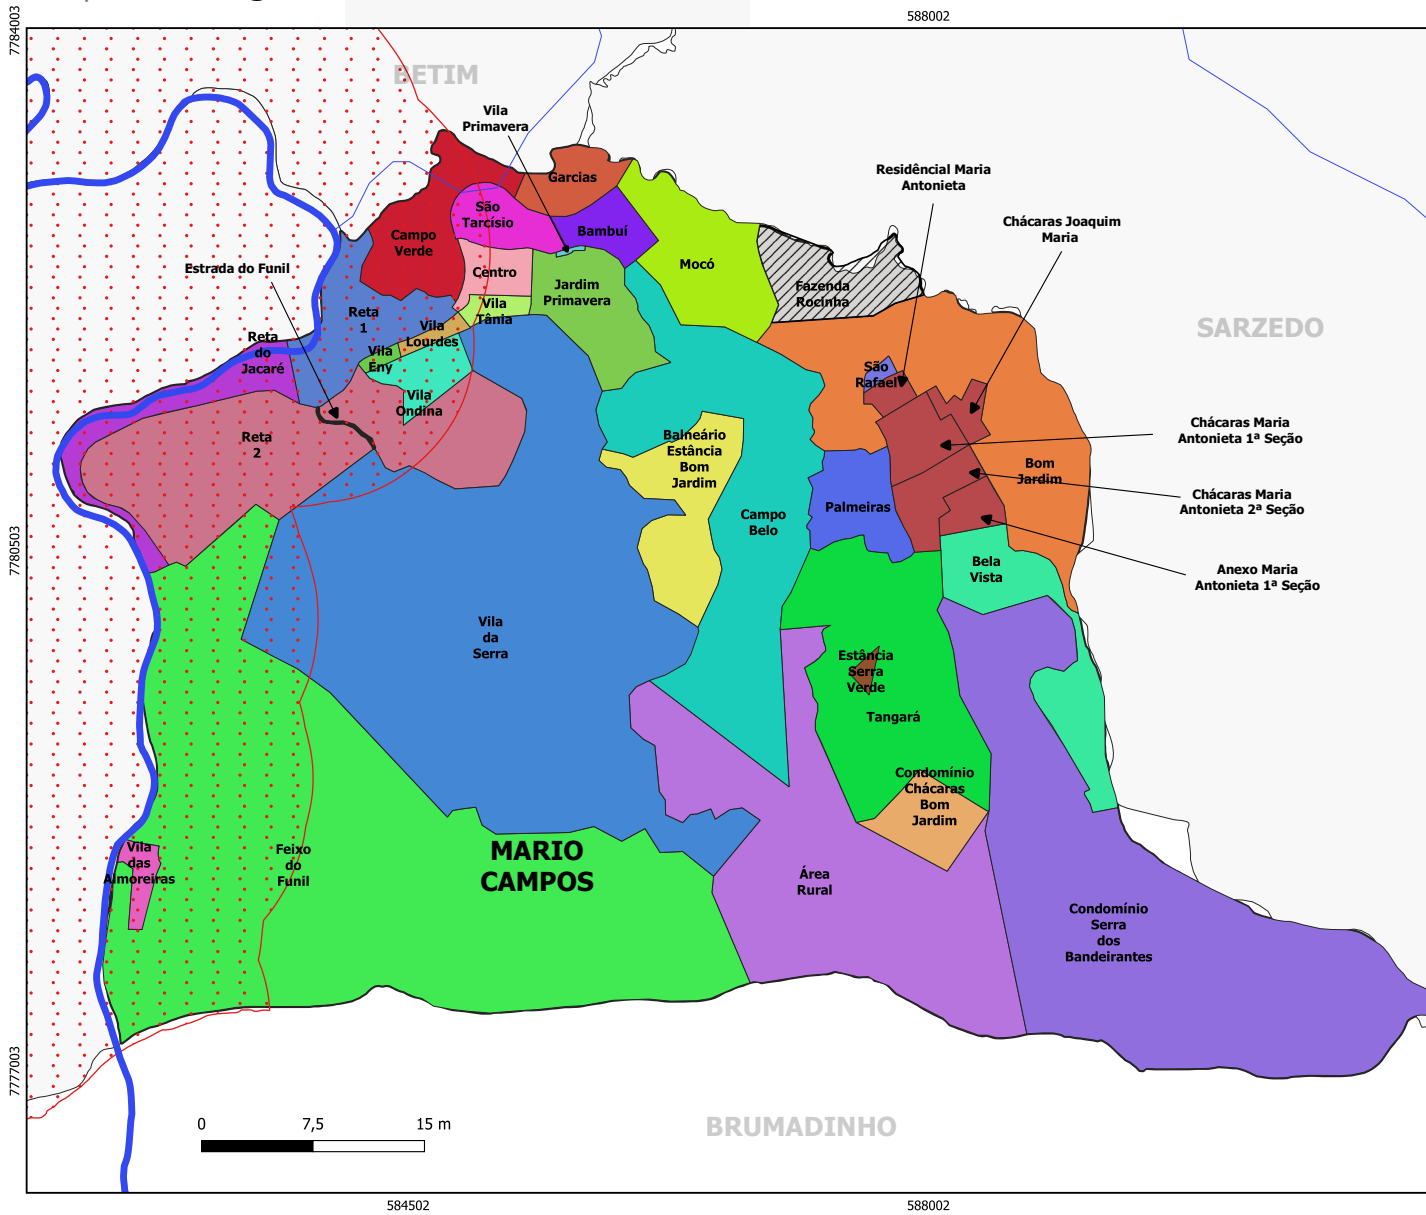 588002
7784003
BETIM
Vila
Primavera
Garcias
Residêncial Maria
Antonieta
São
Tarcísio
Bambuí
Chácaras Joaquim
Maria
Campo
Verde
Mocó
Estrada do Funil
Centro
Jardim
Primavera
Fazenda
Rocinha
Reta
1
Vila
Tânia
SARZEDO
Vila
Lourdes
Reta
do
Jacaré
Vila
Eny
São
Rafael
Vila
Ondina
Reta
2
Balneário
Estância
Bom
Jardim
Chácaras Maria
Antonieta 1ª Seção
Bom
Jardim
Chácaras Maria
Antonieta 2ª Seção
Palmeiras
Campo
Belo
7780503
Bela
Vista
Anexo Maria
Antonieta 1ª Seção
Vila
da
Serra
Estância
Serra
Verde
Tangará
Condomínio
Chácaras
Bom
Jardim
Vila
das
Almoreiras
Feixo
do
Funil
MARIO
CAMPOS
Área
Rural
Condomínio
Serra
dos
Bandeirantes
7777003
BRUMADINHO
0 7,5 15 m
584502
588002